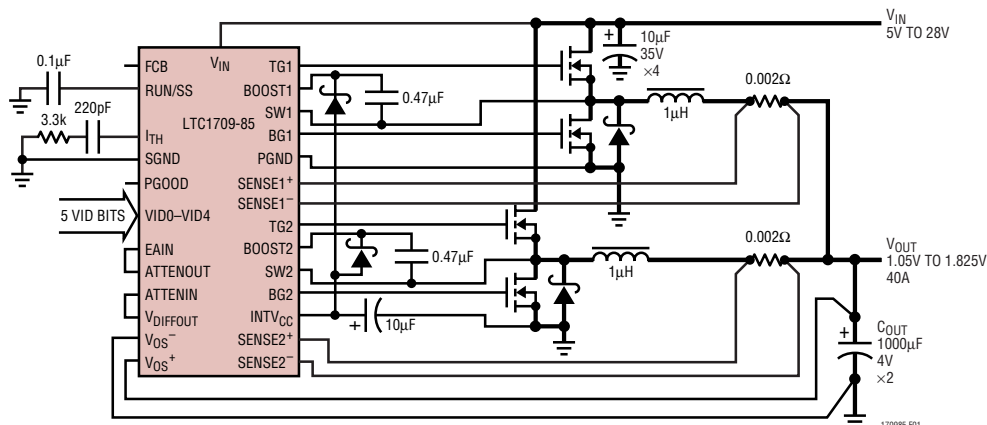 V_IN
5V TO 28V
10µF
35V
×4
0.1µF
FCB
V_IN
TG1
0.002Ω
RUN/SS
BOOST1
0.47µF
220pF
SW1
3.3k
LTC1709-85
1µH
I_TH
BG1
SGND
PGND
PGOOD
SENSE1+
SENSE1–
5 VID BITS
VID0–VID4
TG2
0.002Ω
EAIN
BOOST2
0.47µF
V_OUT
1.05V TO 1.825V
40A
ATTENOUT
SW2
1µH
ATTENIN
BG2
V_DIFFOUT
INTV_CC
10µF
V_OS–
SENSE2+
C_OUT
1000µF
4V
×2
V_OS+
SENSE2–
170985 F01